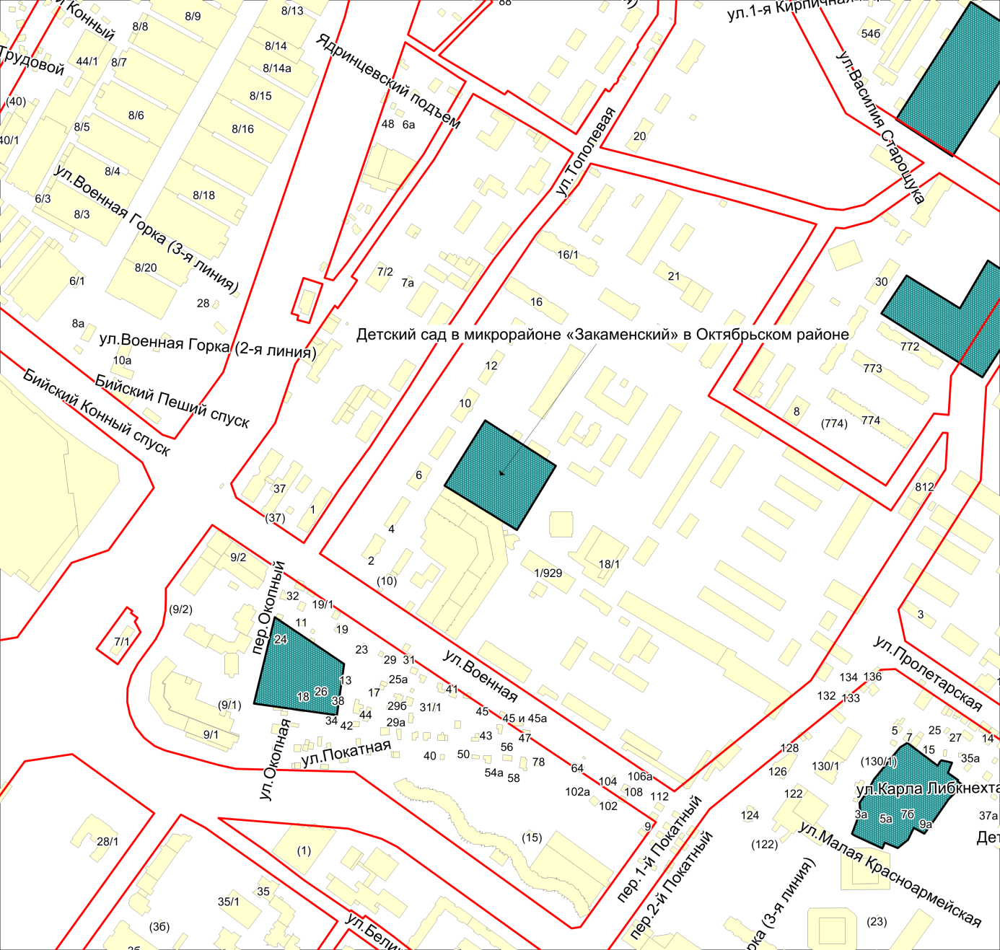 й Конный
8/9
8/13
88
ул.1-я Кирпичная
8/8
54б
Ядринцевский подъем
8/14
Трудовой
44/1
8/7
8/14а
ул.Василия Старощука
8/15
(40)
8/6
8/16
48
6а
8/5
40/1
20
ул.Тополевая
8/4
ул.Военная Горка (3-я линия)
6/3
8/18
8/3
16/1
8/20
7/2
7а
21
30
6/1
28
16
8а
ул.Военная Горка (2-я линия)
Детский сад в микрорайоне «Закаменский» в Октябрьском районе
772
10а
12
773
Бийский Пеший спуск
Бийский Конный спуск
10
8
(774)
774
6
37
812
(37)
1
4
9/2
2
18/1
1/929
(10)
пер.Окопный
32
19/1
(9/2)
11
19
3
7/1
24
23
29
31
ул.Военная
ул.Пролетарская
13
25а
134
136
26
17
41
18
38
132
133
(9/1)
29б
31/1
45
34
44
42
29а
45 и 45а
9/1
43
47
5
7
25
27
14
ул.Окопная
ул.Покатная
56
128
15
40
50
78
35а
54а
58
64
130/1
(130/1)
126
106а
104
102а
108
112
102
122
ул.Карла Либкнехта
3а
5а
7б
9а
37а
124
9
28/1
(15)
(122)
ул.Малая Красноармейская
Дет
(1)
пер.1-й Покатный
пер.2-й Покатный
35
35/1
(3б)
ул.Бели
рка (3-я линия)
(23)